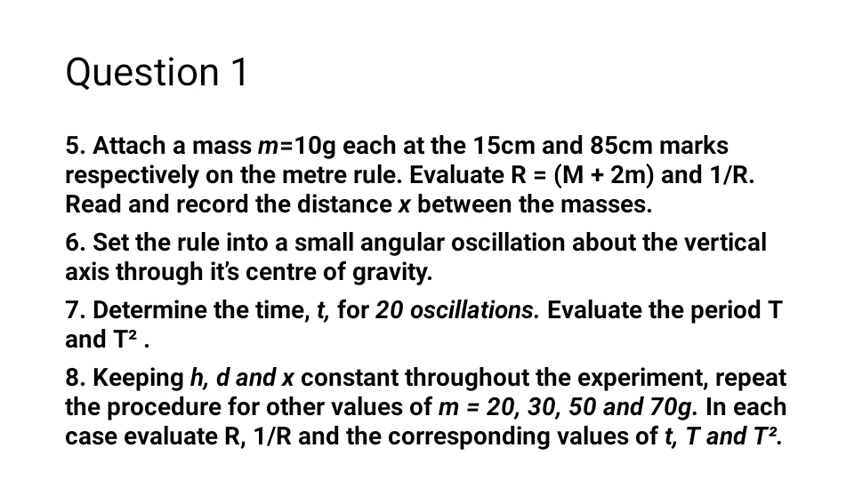 Question 1
5. Attach a mass m=10g each at the 15cm and 85cm marks
respectively on the metre rule. Evaluate R = (M + 2m) and 1/R.
Read and record the distance x between the masses.
6. Set the rule into a small angular oscillation about the vertical
axis through it’s centre of gravity.
7. Determine the time, t, for 20 oscillations. Evaluate the period T
and T² .
8. Keeping h, d and x constant throughout the experiment, repeat
the procedure for other values of m = 20, 30, 50 and 70g. In each
case evaluate R, 1/R and the corresponding values of t, T and T².